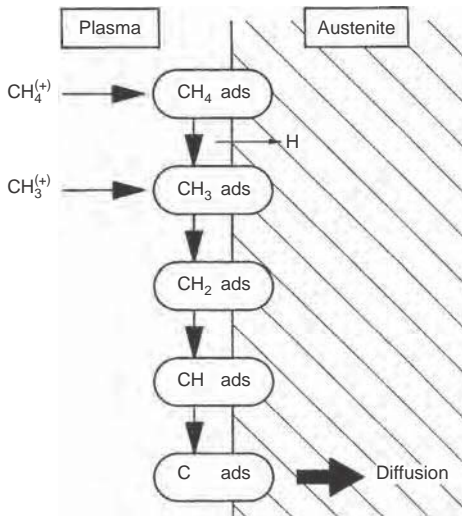 Plasma
Austenite
CH₄⁽⁺⁾
CH₄ ads
H
CH₃⁽⁺⁾
CH₃ ads
CH₂ ads
CH ads
C ads
Diffusion